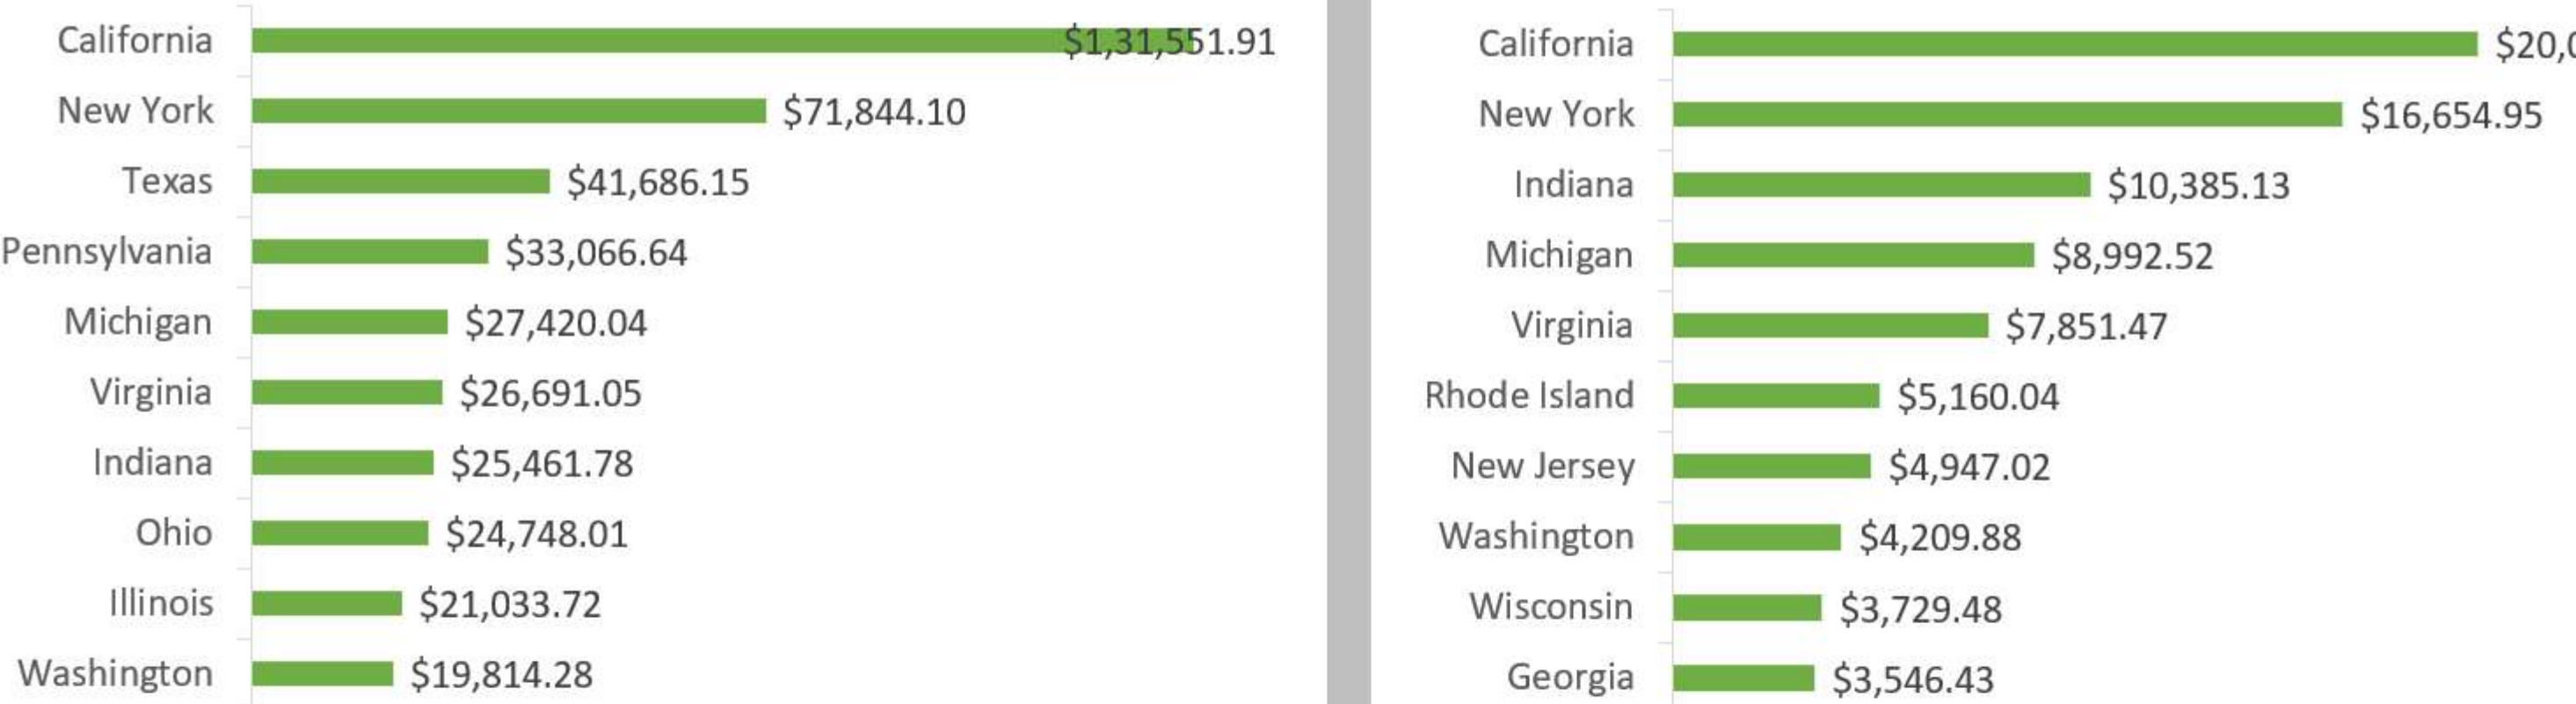 California $1,31,551.91
New York $71,844.10
Texas $41,686.15
Pennsylvania $33,066.64
Michigan $27,420.04
Virginia $26,691.05
Indiana $25,461.78
Ohio $24,748.01
Illinois $21,033.72
Washington $19,814.28
California
New York $16,654.95
Indiana $10,385.13
Michigan $8,992.52
Virginia $7,851.47
Rhode Island $5,160.04
New Jersey $4,947.02
Washington $4,209.88
Wisconsin $3,729.48
Georgia $3,546.43